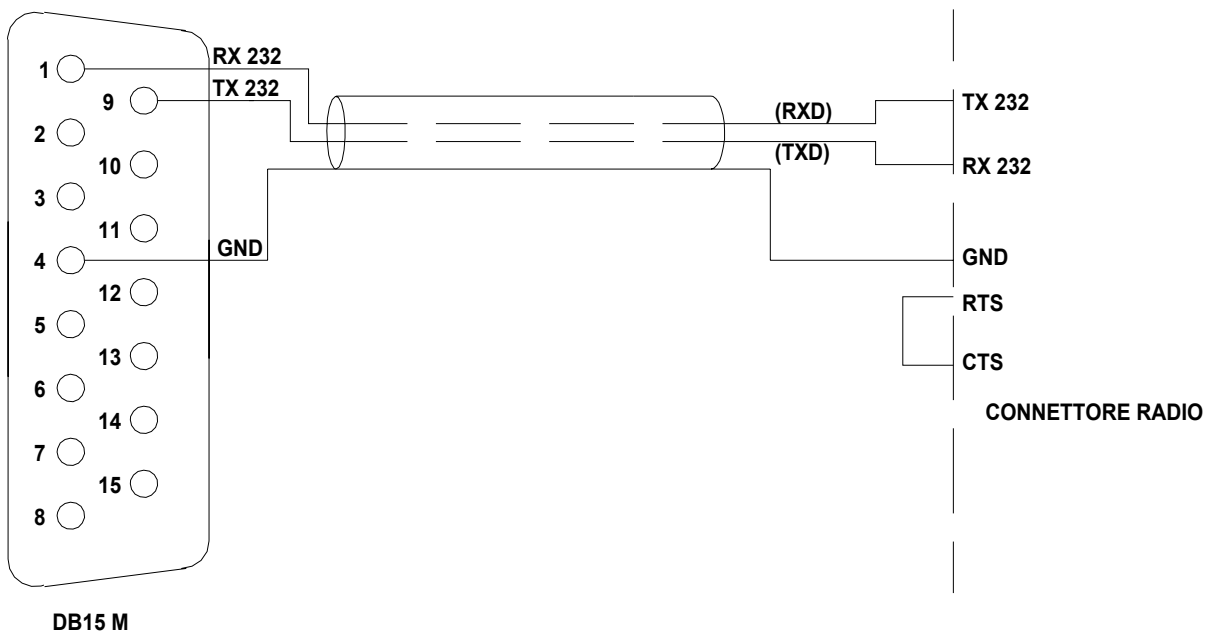 1
RX 232
9
TX 232
2
10
3
11
4
GND
12
5
13
6
14
7
15
8
DB15 M
(RXD)
(TXD)
TX 232
RX 232
GND
RTS
CTS
CONNETTORE RADIO